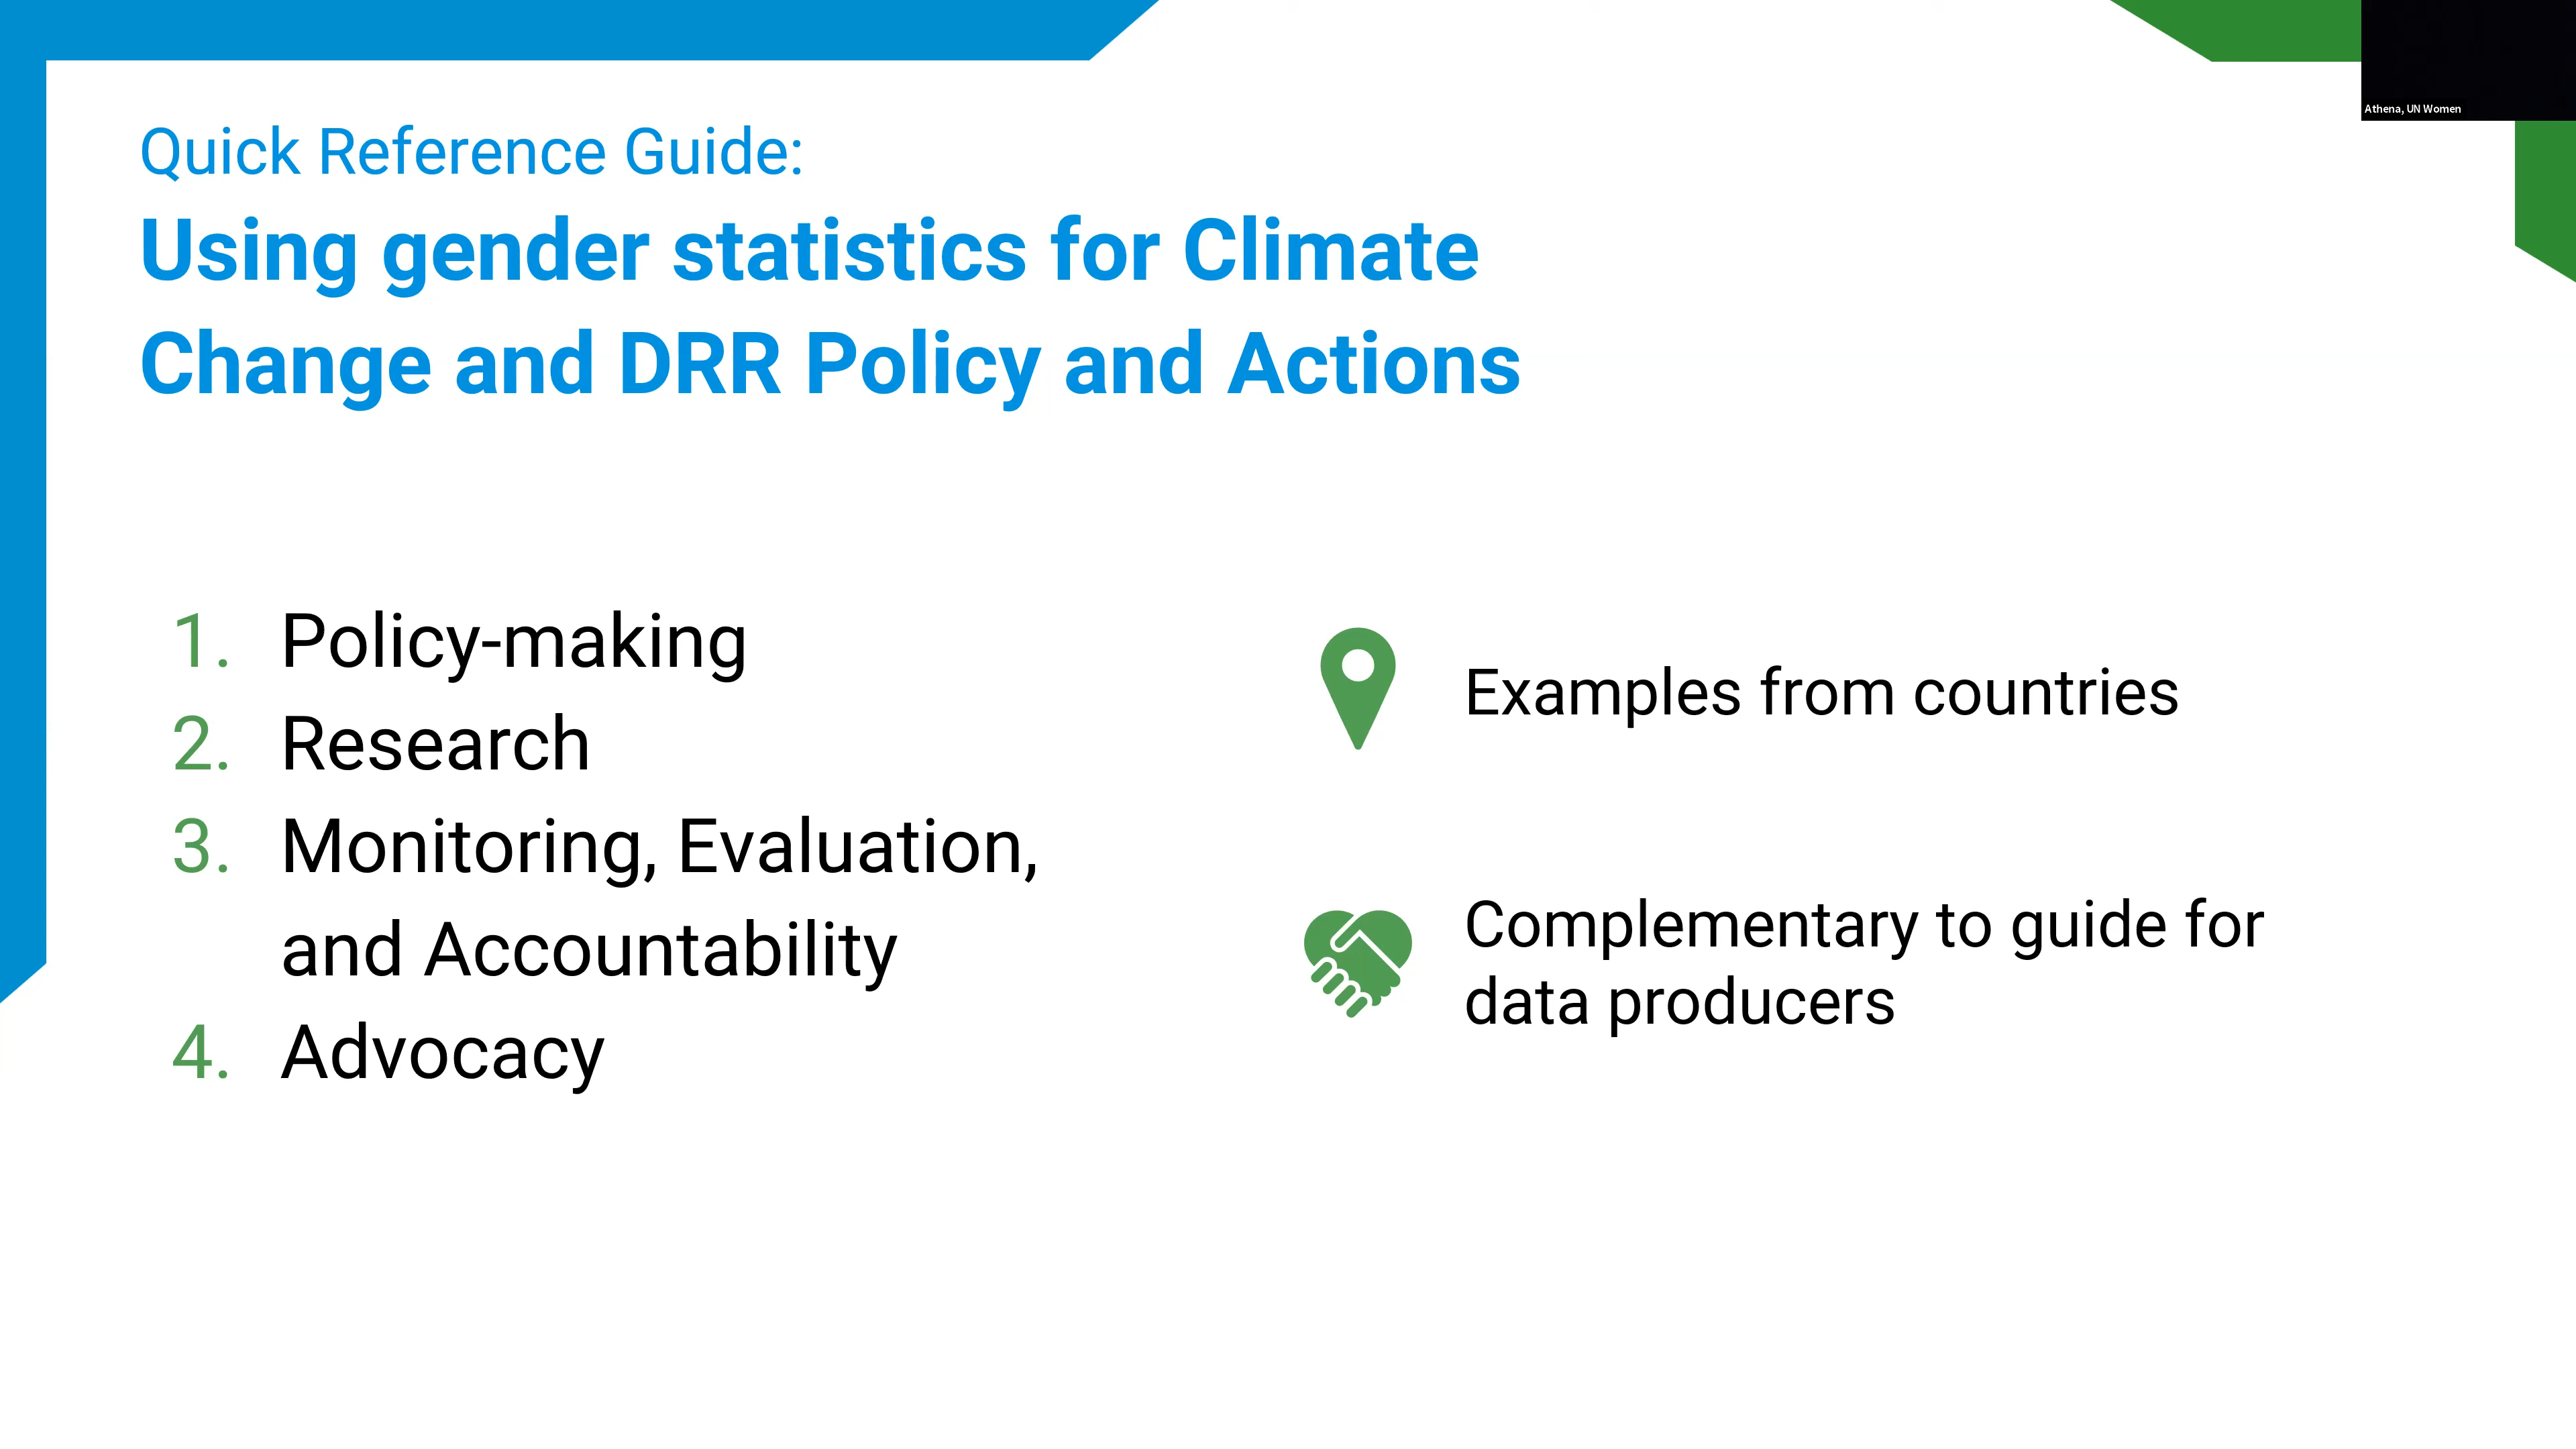 Athena, UN Women
Quick Reference Guide:
Using gender statistics for Climate
Change and DRR Policy and Actions
1. Policy-making
2. Research
3. Monitoring, Evaluation,
and Accountability
4. Advocacy
Examples from countries
Complementary to guide for
data producers